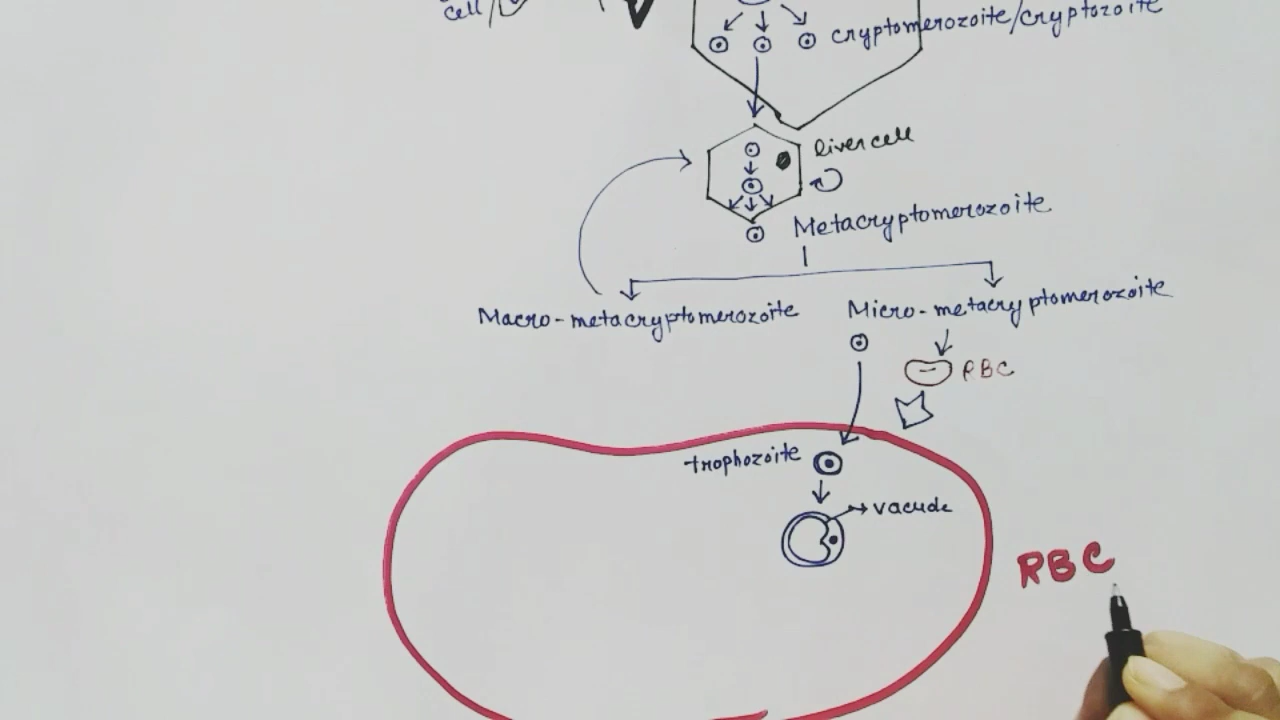 cell/
cryptomerozoite/cryptozoite
liver cell
Metacryptomerozoite
Macro-metacryptomerozoite
Micro-metacryptomerozoite
RBC
trophozoite
vacuole
RBC